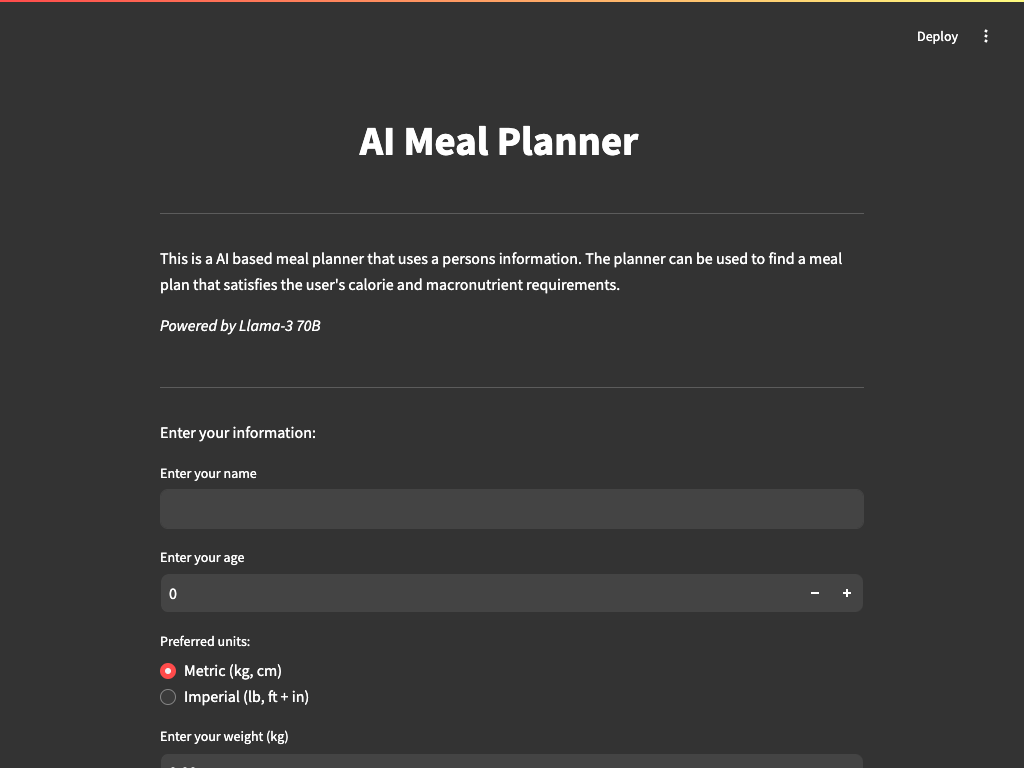 Deploy
AI Meal Planner
This is a AI based meal planner that uses a persons information. The planner can be used to find a meal
plan that satisfies the user's calorie and macronutrient requirements.
Powered by Llama-3 70B
Enter your information:
Enter your name
Enter your age
0
Preferred units:
Metric (kg, cm)
Imperial (lb, ft + in)
Enter your weight (kg)